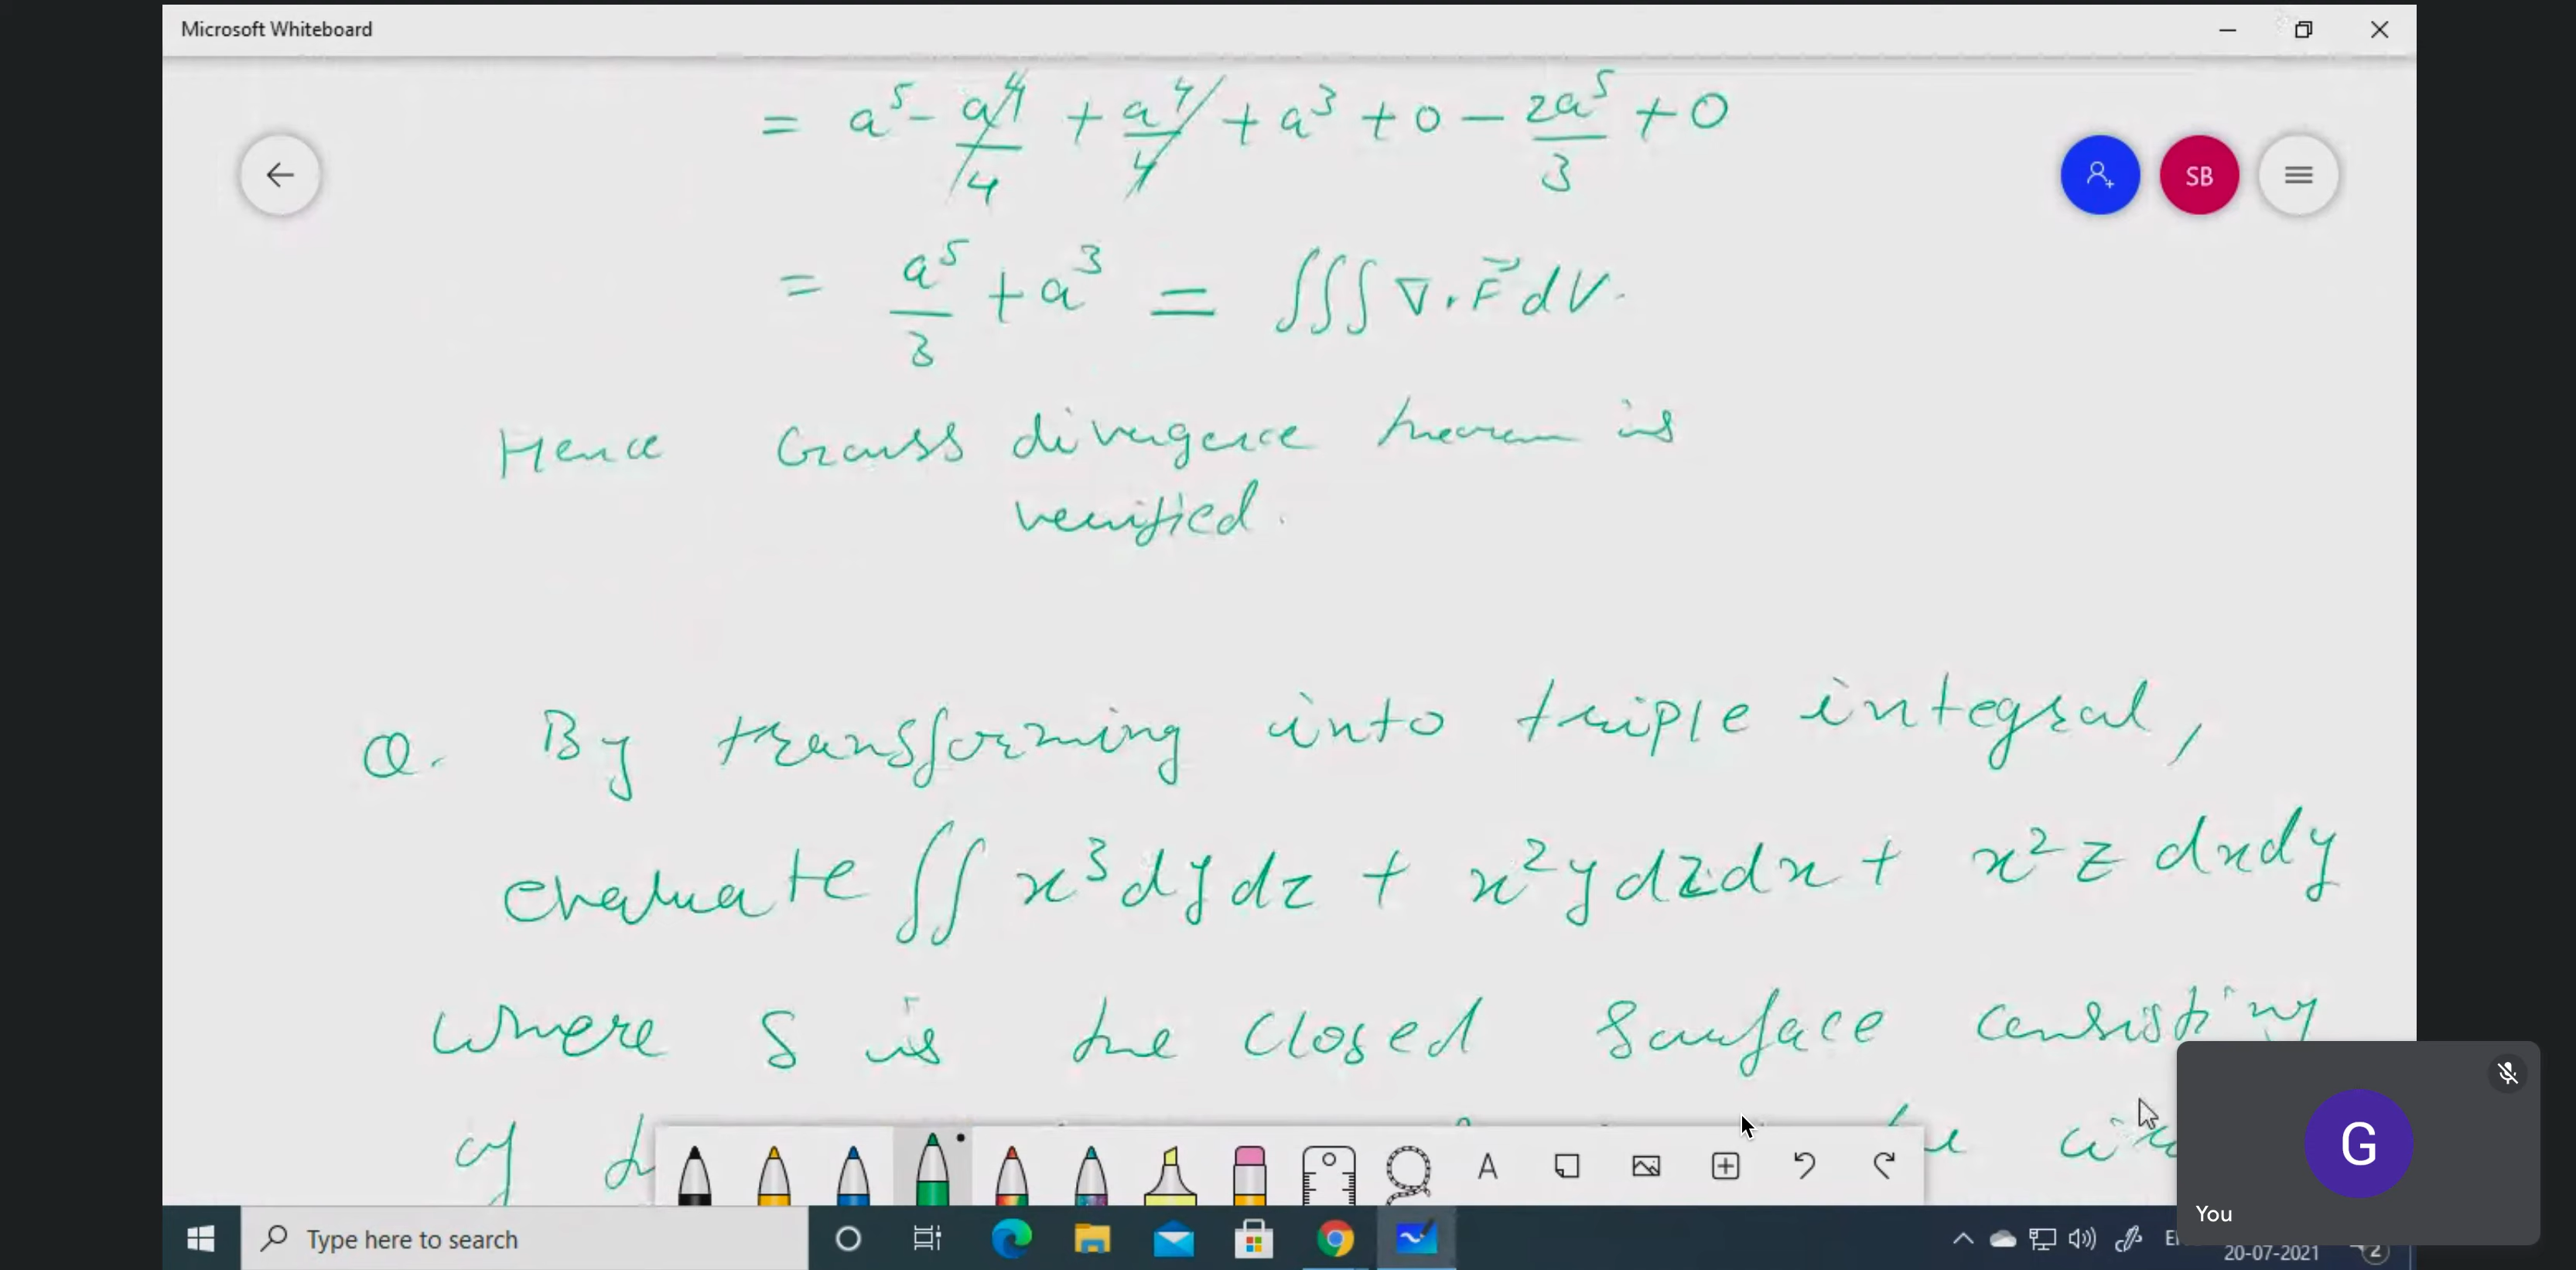 Microsoft Whiteboard
= a⁵ - a⁴/4 + a⁴/4 + a³ + 0 - 2a⁵/3 + 0
SB
= a⁵/3 + a³ = ∫∫∫ ∇.F⃗ dV.
Hence Gauss divergence theorem is
verified.
Q. By transforming into triple integral,
evaluate ∫∫ x³dydz + x²ydzdx + x²z dxdy
where S is the closed surface consisting
of
A
G
You
Type here to search
20-07-2021
2